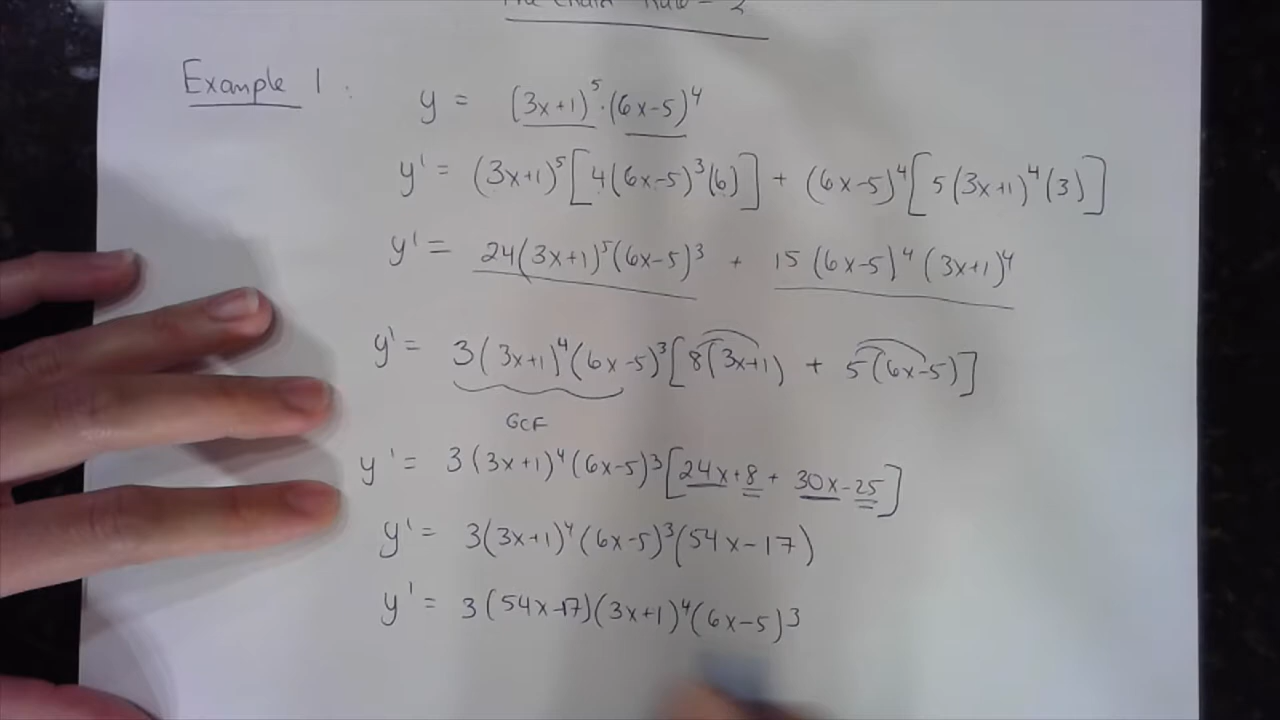 The Chain Rule - 2
Example 1:
y = (3x+1)^5 · (6x-5)^4
y' = (3x+1)^5 [4(6x-5)^3 (6)] + (6x-5)^4 [5(3x+1)^4 (3)]
y' = 24(3x+1)^5 (6x-5)^3 + 15(6x-5)^4 (3x+1)^4
y' = 3(3x+1)^4 (6x-5)^3 [8(3x+1) + 5(6x-5)]
GCF
y' = 3(3x+1)^4 (6x-5)^3 [24x+8 + 30x-25]
y' = 3(3x+1)^4 (6x-5)^3 (54x-17)
y' = 3(54x-17)(3x+1)^4 (6x-5)^3